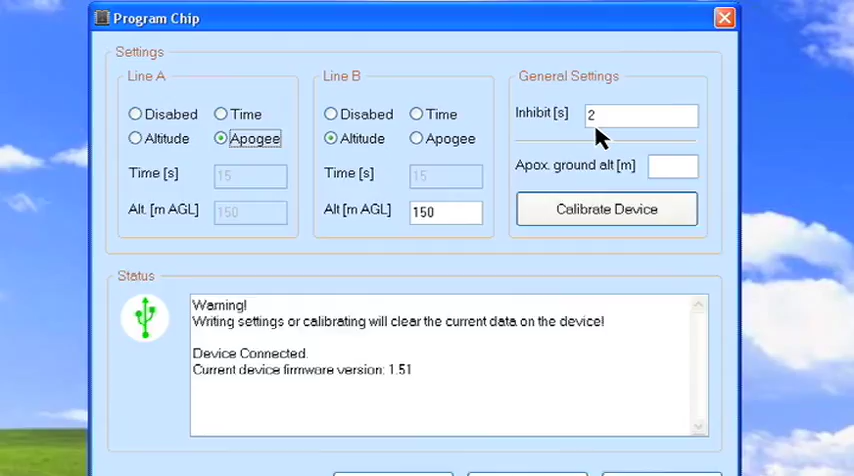 Program Chip
Settings
Line A
Disabed
Time
Altitude
Apogee
Time [s]
15
Alt. [m AGL]
150
Line B
Disabed
Time
Altitude
Apogee
Time [s]
15
Alt [m AGL]
150
General Settings
Inhibit [s]
2
Apox. ground alt [m]
Calibrate Device
Status
Warning!
Writing settings or calibrating will clear the current data on the device!
Device Connected.
Current device firmware version: 1.51